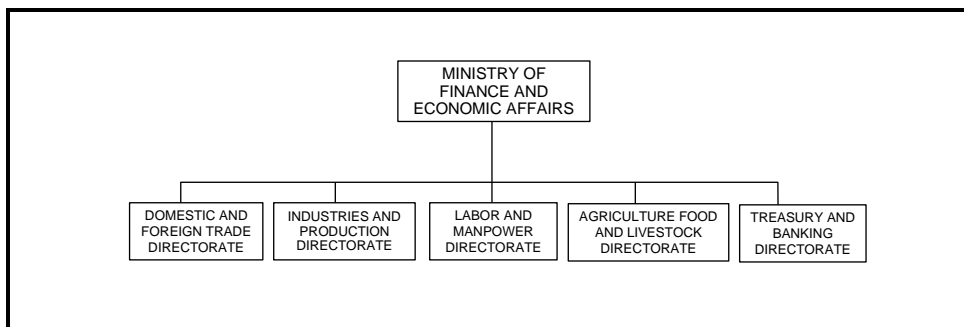 MINISTRY OF
FINANCE AND
ECONOMIC AFFAIRS
DOMESTIC AND
FOREIGN TRADE
DIRECTORATE
INDUSTRIES AND
PRODUCTION
DIRECTORATE
LABOR AND
MANPOWER
DIRECTORATE
AGRICULTURE FOOD
AND LIVESTOCK
DIRECTORATE
TREASURY AND
BANKING
DIRECTORATE